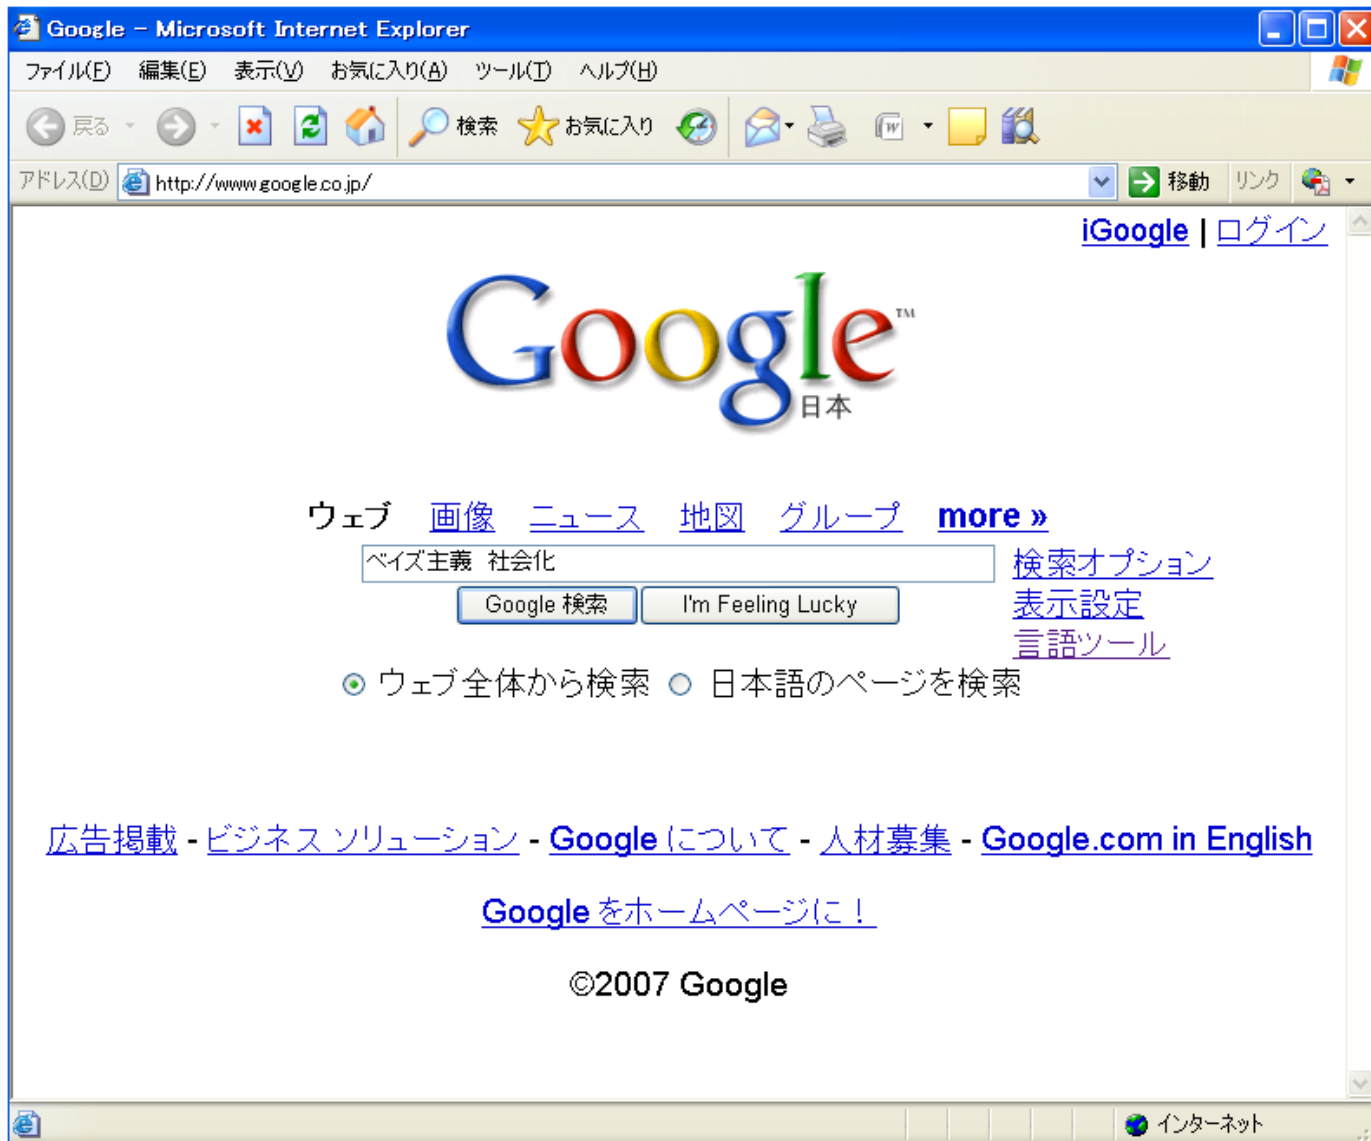 Google - Microsoft Internet Explorer
ファイル(F) 編集(E) 表示(V) お気に入り(A) ツール(T) ヘルプ(H)
戻る 検索 お気に入り W
アドレス(D) http://www.google.co.jp/ 移動 リンク
iGoogle | ログイン
Google™
日本
ウェブ 画像 ニュース 地図 グループ more »
ベイズ主義 社会化 検索オプション
Google 検索 I'm Feeling Lucky 表示設定
言語ツール
ウェブ全体から検索 日本語のページを検索
広告掲載 - ビジネス ソリューション - Google について - 人材募集 - Google.com in English
Google をホームページに！
©2007 Google
インターネット